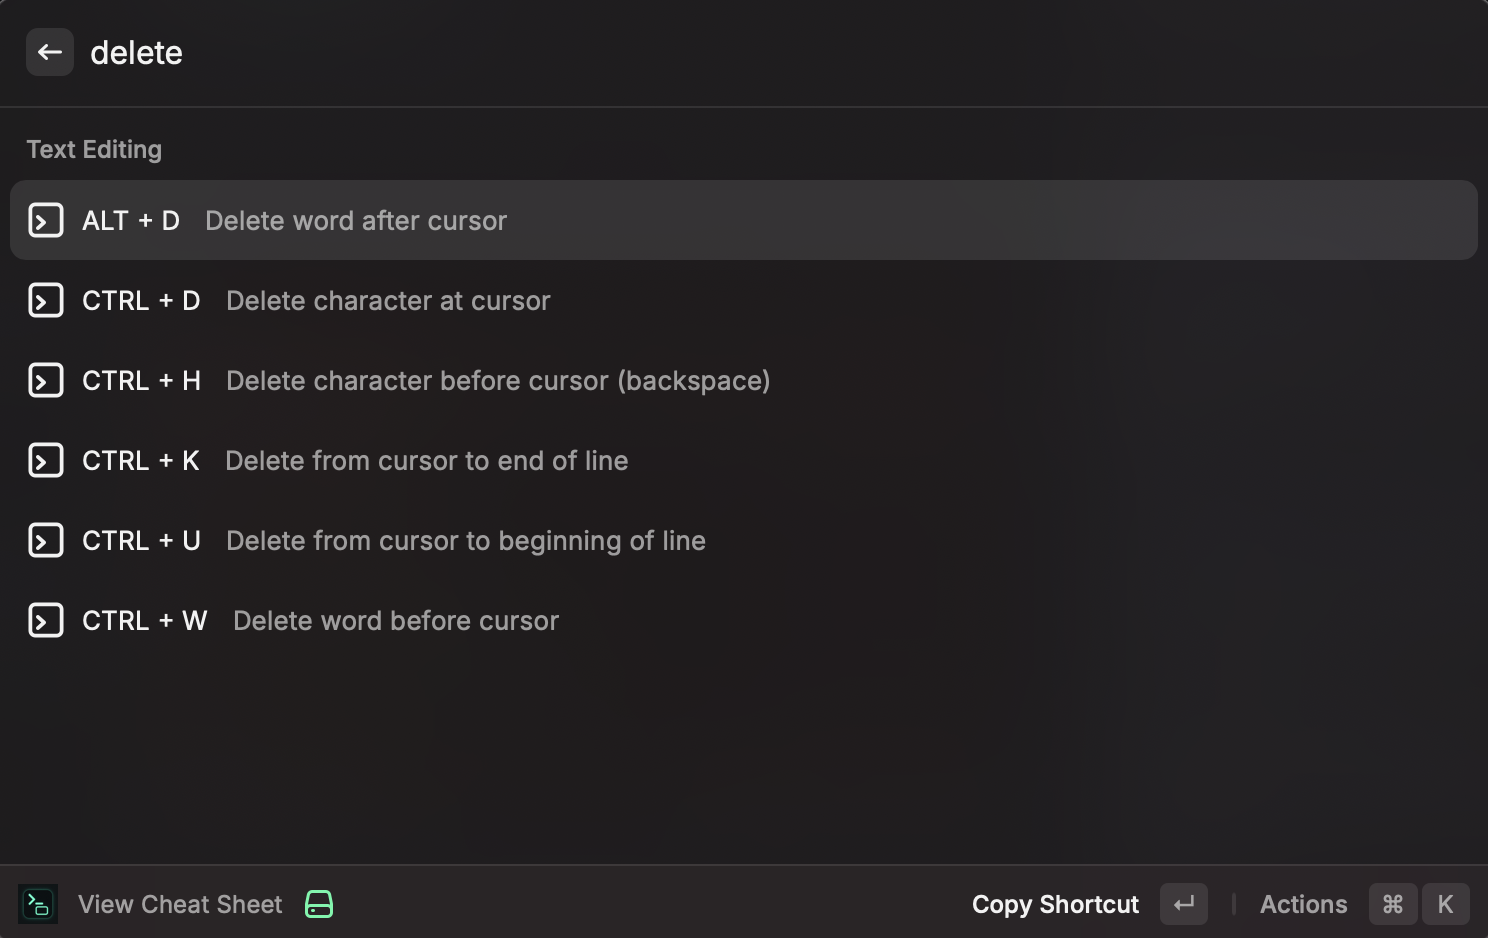 delete
Text Editing
ALT + D Delete word after cursor
CTRL + D Delete character at cursor
CTRL + H Delete character before cursor (backspace)
CTRL + K Delete from cursor to end of line
CTRL + U Delete from cursor to beginning of line
CTRL + W Delete word before cursor
View Cheat Sheet Copy Shortcut ↵ Actions ⌘ K